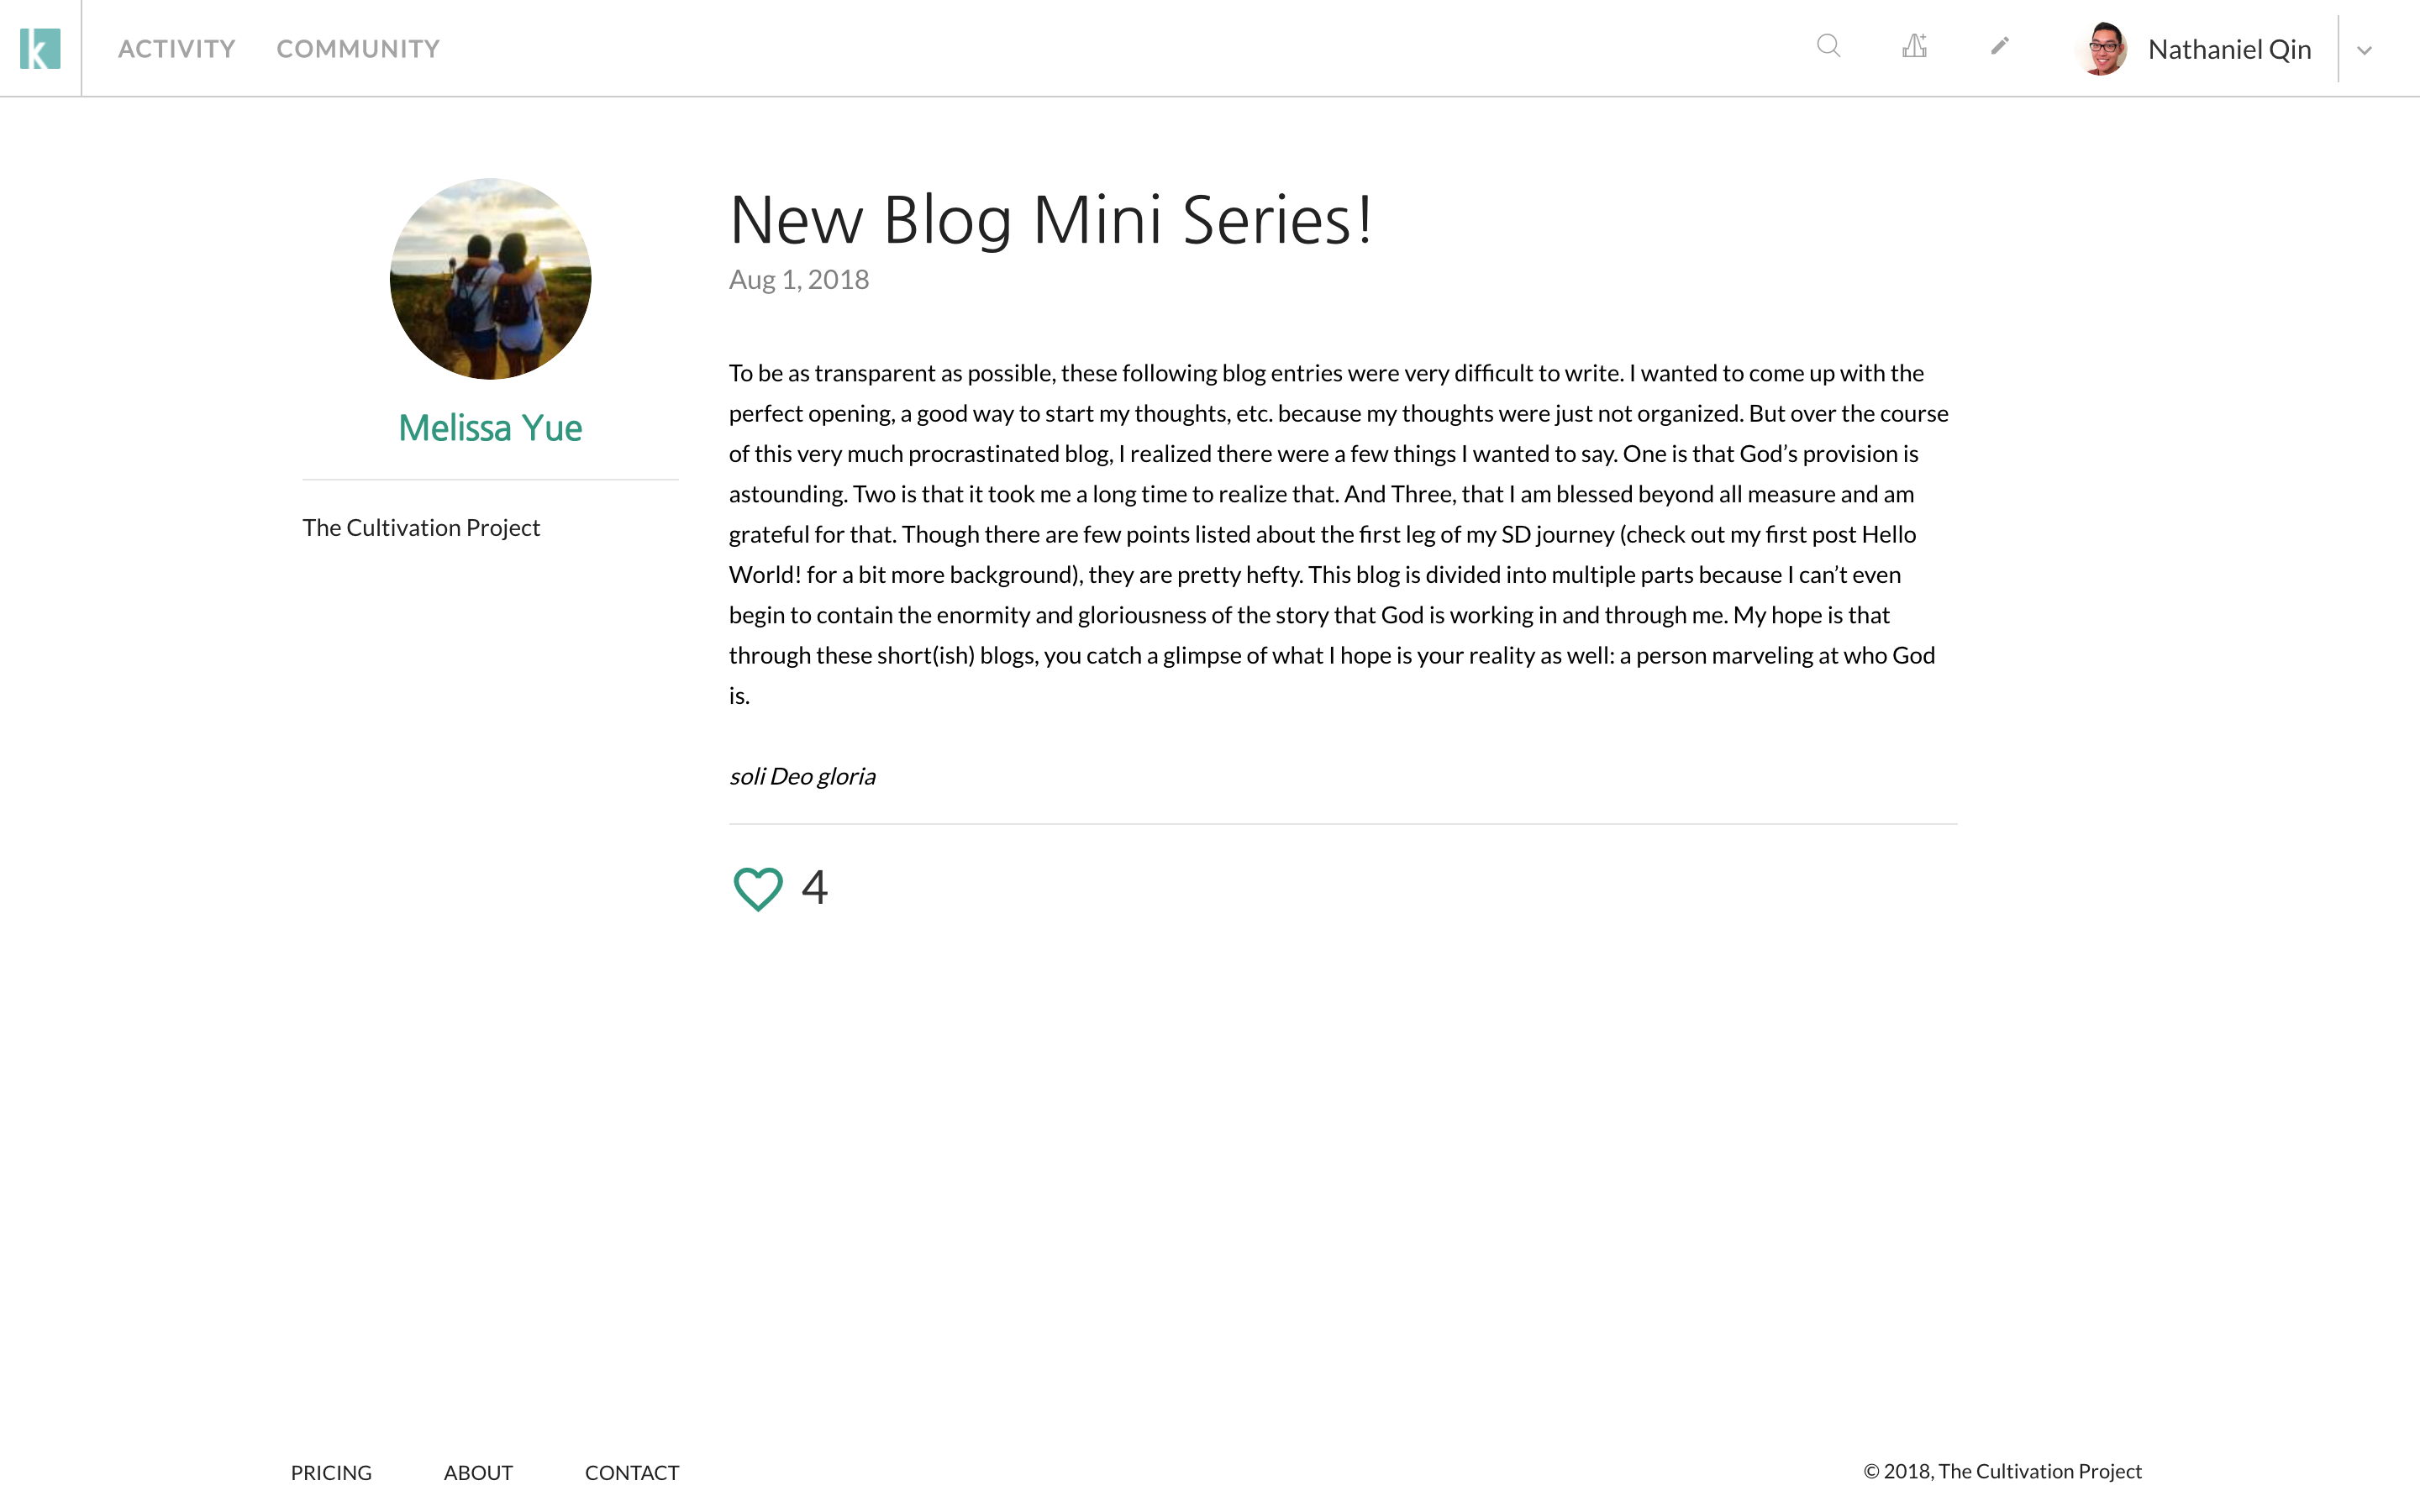 k
ACTIVITY COMMUNITY
Nathaniel Qin
Melissa Yue
The Cultivation Project
New Blog Mini Series!
Aug 1, 2018
To be as transparent as possible, these following blog entries were very difficult to write. I wanted to come up with the
perfect opening, a good way to start my thoughts, etc. because my thoughts were just not organized. But over the course
of this very much procrastinated blog, I realized there were a few things I wanted to say. One is that God’s provision is
astounding. Two is that it took me a long time to realize that. And Three, that I am blessed beyond all measure and am
grateful for that. Though there are few points listed about the first leg of my SD journey (check out my first post Hello
World! for a bit more background), they are pretty hefty. This blog is divided into multiple parts because I can’t even
begin to contain the enormity and gloriousness of the story that God is working in and through me. My hope is that
through these short(ish) blogs, you catch a glimpse of what I hope is your reality as well: a person marveling at who God
is.
soli Deo gloria
4
PRICING ABOUT CONTACT
© 2018, The Cultivation Project